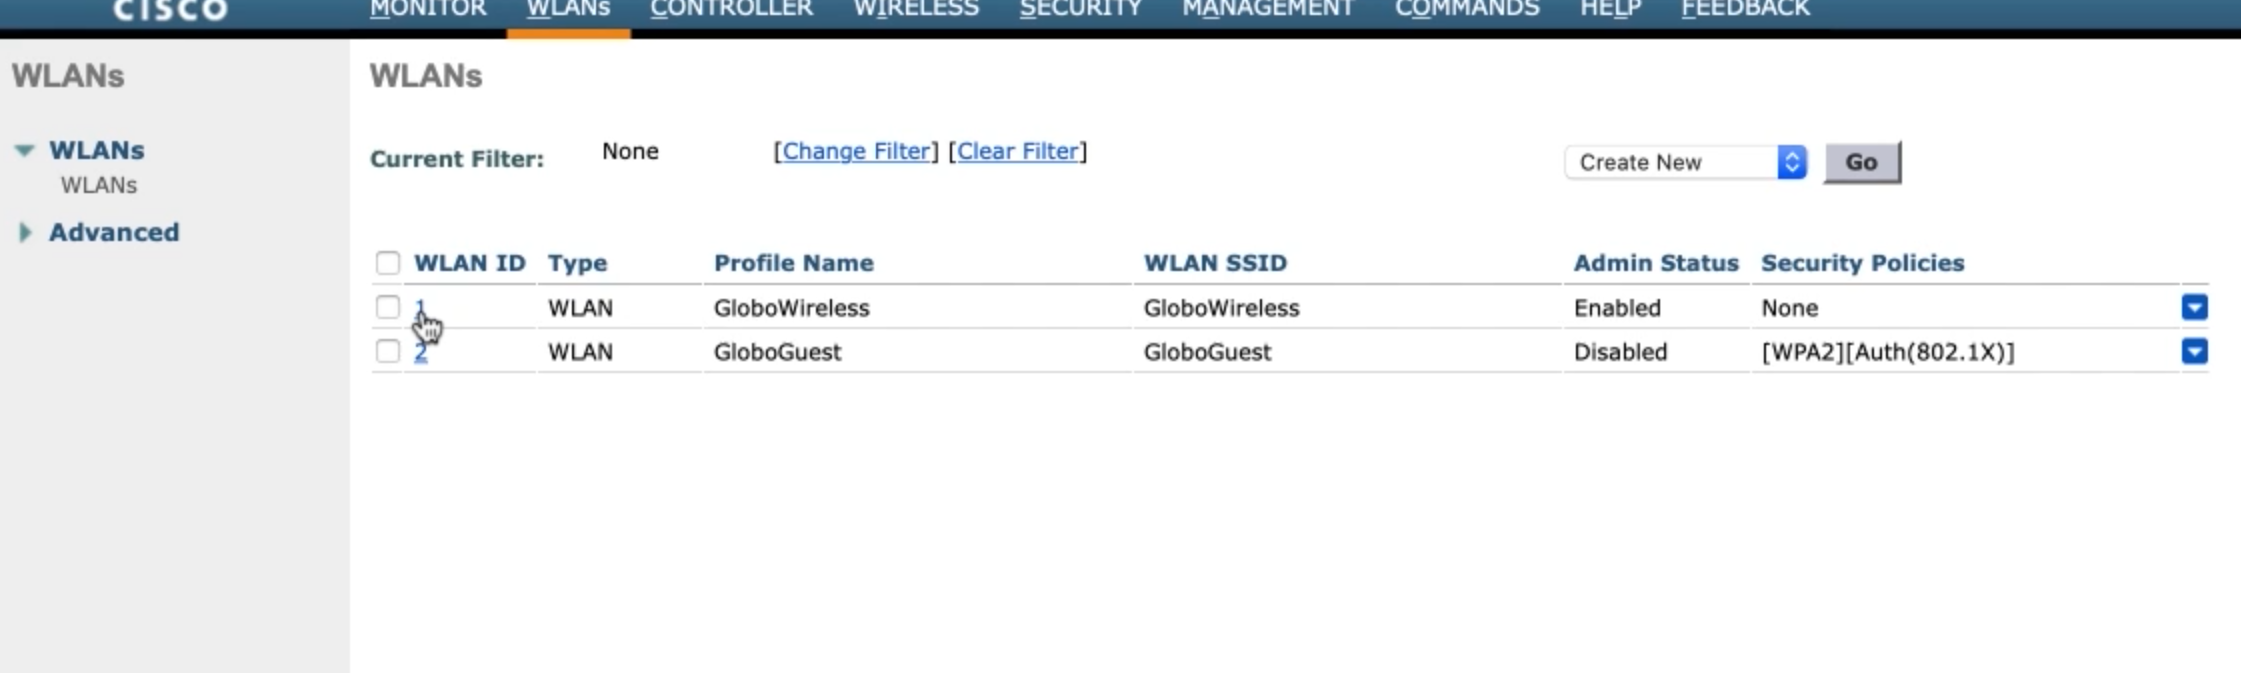 CISCO
MONITOR WLANs CONTROLLER WIRELESS SECURITY MANAGEMENT COMMANDS HELP FEEDBACK
WLANs
WLANs
WLANs
Advanced
WLANs
Current Filter: None [Change Filter] [Clear Filter]
Create New Go
WLAN ID Type Profile Name WLAN SSID Admin Status Security Policies
1 WLAN GloboWireless GloboWireless Enabled None
2 WLAN GloboGuest GloboGuest Disabled [WPA2][Auth(802.1X)]